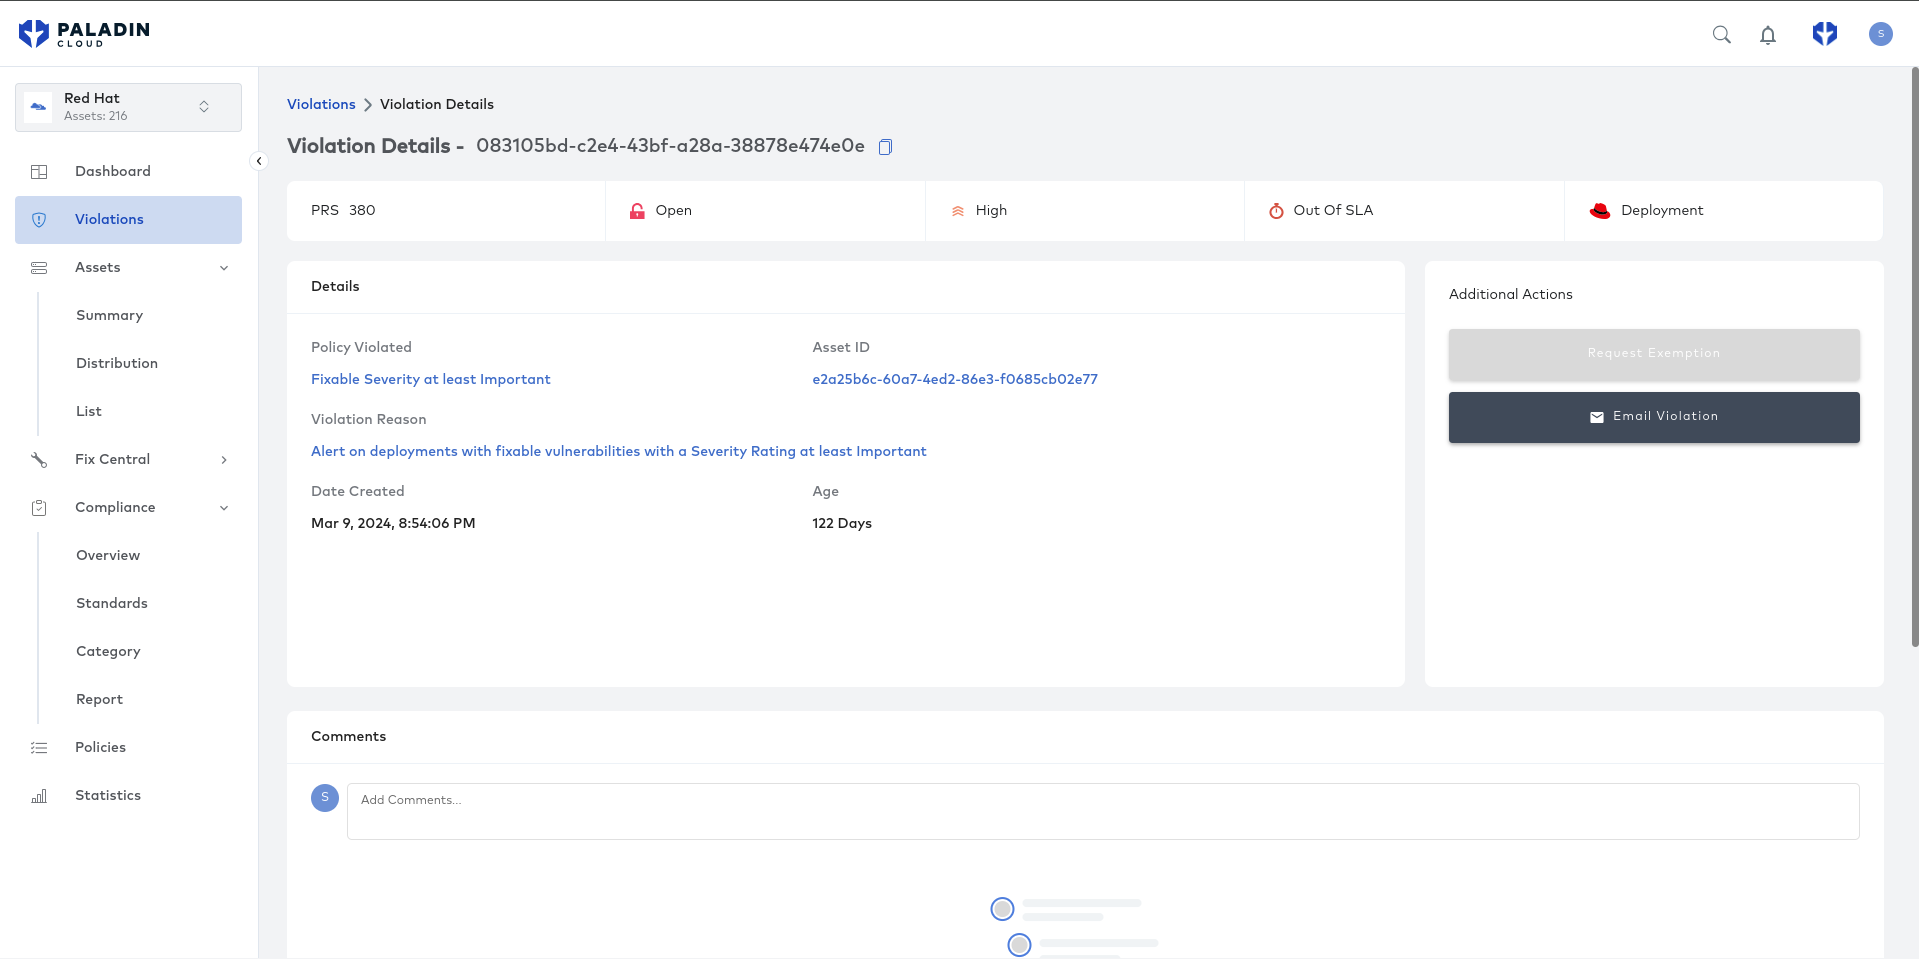 PALADIN
CLOUD
S
Red Hat
Assets: 216
Dashboard
Violations
Assets
Summary
Distribution
List
Fix Central
Compliance
Overview
Standards
Category
Report
Policies
Statistics
Violations > Violation Details
Violation Details - 083105bd-c2e4-43bf-a28a-38878e474e0e
PRS 380
Open
High
Out Of SLA
Deployment
Details
Policy Violated
Fixable Severity at least Important
Asset ID
e2a25b6c-60a7-4ed2-86e3-f0685cb02e77
Violation Reason
Alert on deployments with fixable vulnerabilities with a Severity Rating at least Important
Date Created
Mar 9, 2024, 8:54:06 PM
Age
122 Days
Additional Actions
Request Exemption
Email Violation
Comments
S
Add Comments...